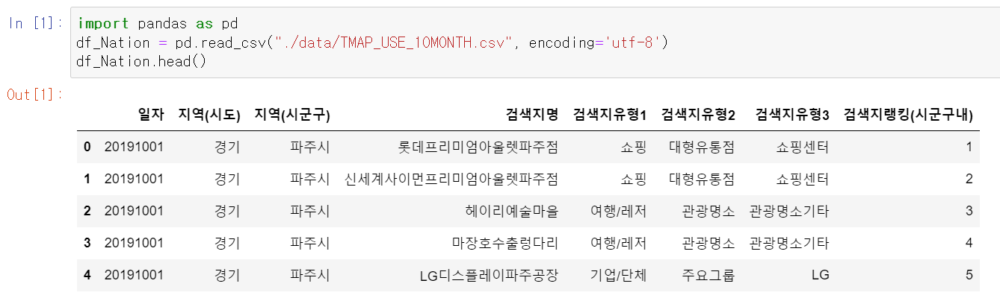 In [1]: import pandas as pd
df_Nation = pd.read_csv("./data/TMAP_USE_10MONTH.csv", encoding='utf-8')
df_Nation.head()
Out[1]:
일자 지역(시도) 지역(시군구) 검색지명 검색지유형1 검색지유형2 검색지유형3 검색지랭킹(시군구내)
0 20191001 경기 파주시 롯데프리미엄아울렛파주점 쇼핑 대형유통점 쇼핑센터 1
1 20191001 경기 파주시 신세계사이먼프리미엄아울렛파주점 쇼핑 대형유통점 쇼핑센터 2
2 20191001 경기 파주시 헤이리예술마을 여행/레저 관광명소 관광명소기타 3
3 20191001 경기 파주시 마장호수출렁다리 여행/레저 관광명소 관광명소기타 4
4 20191001 경기 파주시 LG디스플레이파주공장 기업/단체 주요그룹 LG 5